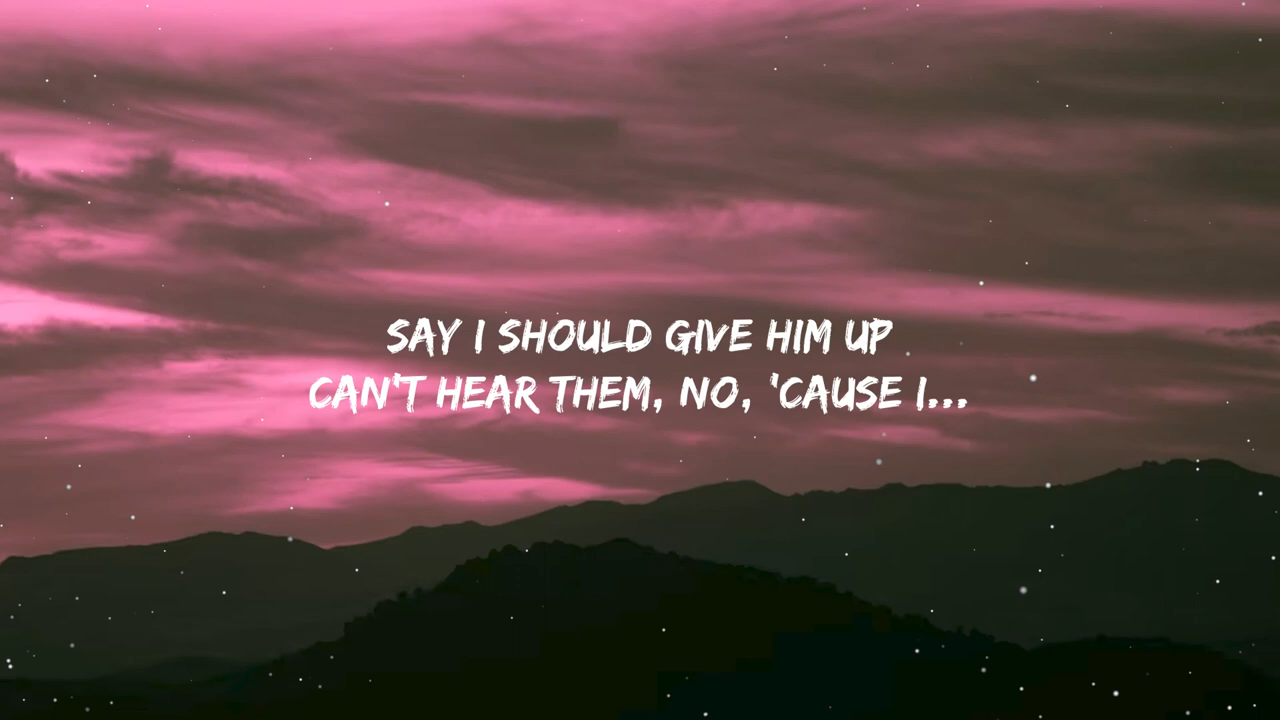 SAY I SHOULD GIVE HIM UP
CAN'T HEAR THEM, NO, 'CAUSE I...